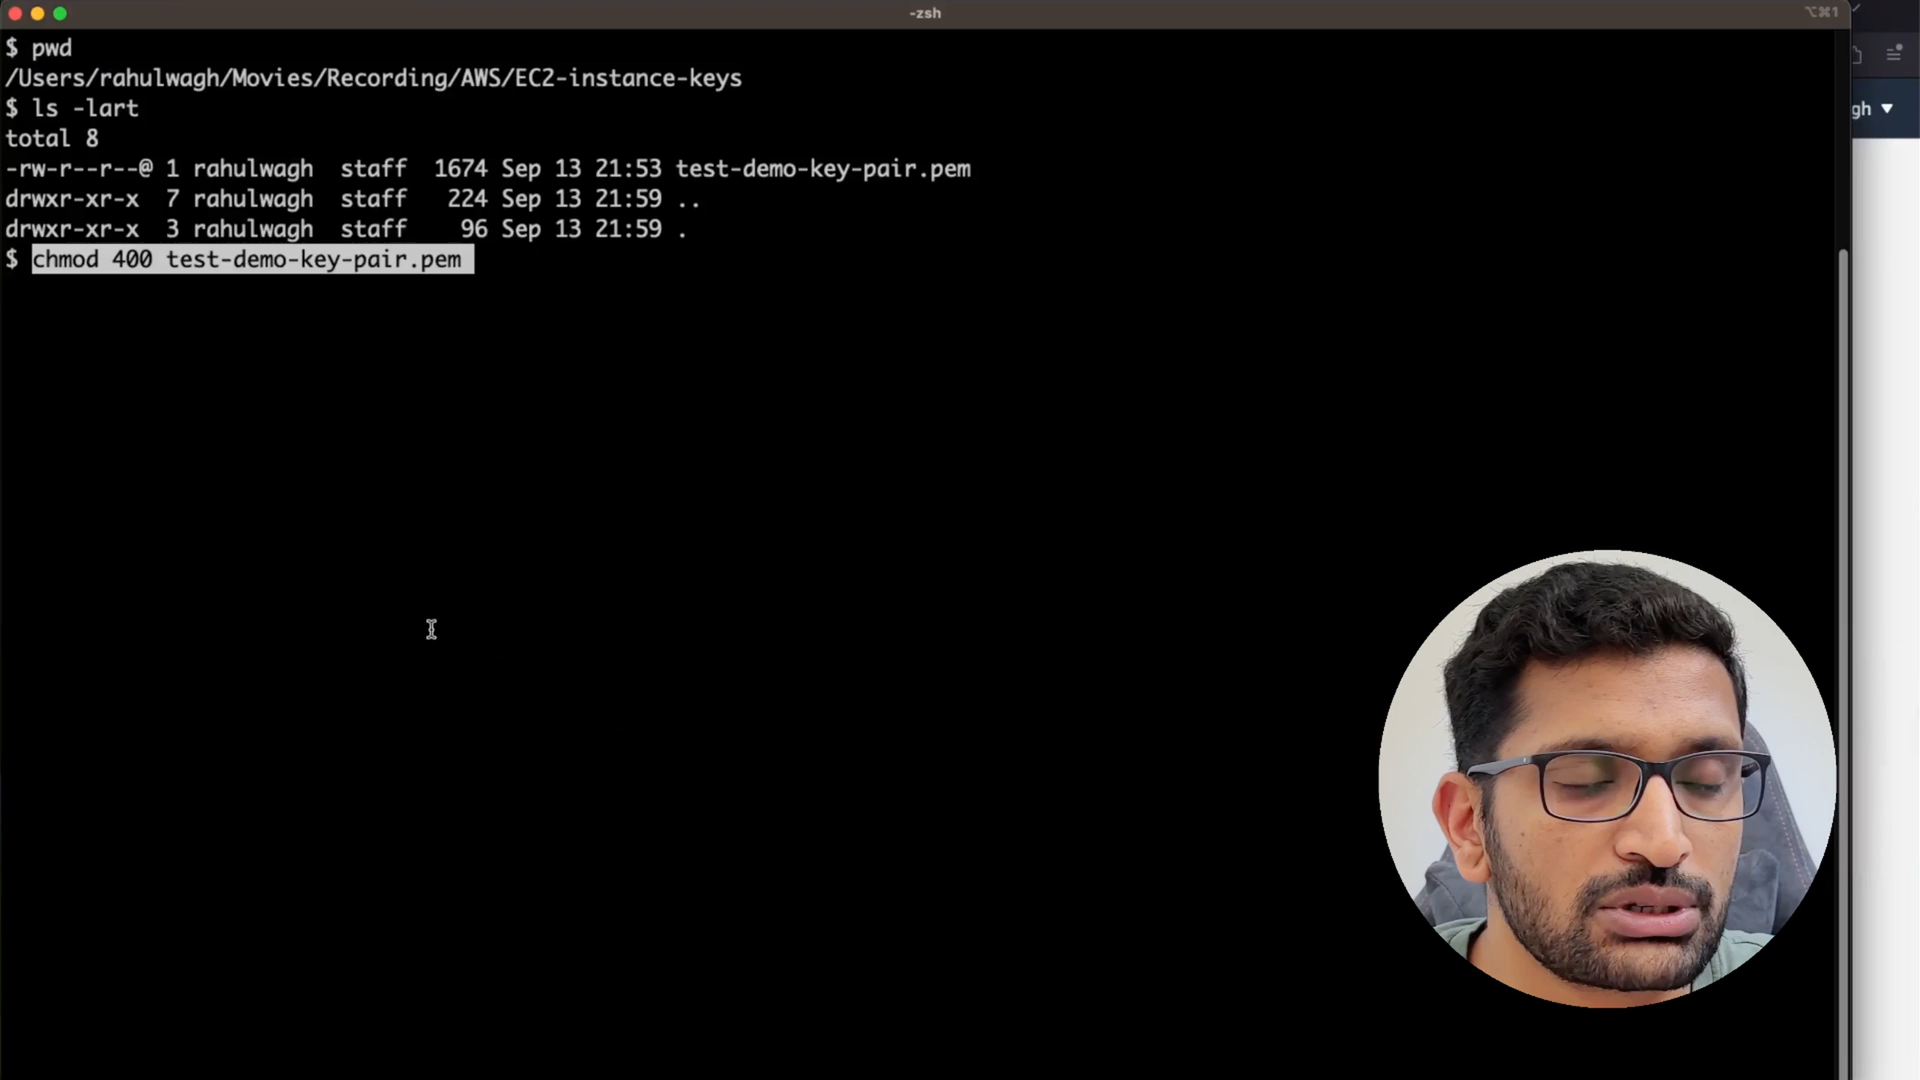 -zsh
⌥⌘1
$ pwd
/Users/rahulwagh/Movies/Recording/AWS/EC2-instance-keys
$ ls -lart
total 8
-rw-r--r--@ 1 rahulwagh  staff  1674 Sep 13 21:53 test-demo-key-pair.pem
drwxr-xr-x  7 rahulwagh  staff   224 Sep 13 21:59 ..
drwxr-xr-x  3 rahulwagh  staff    96 Sep 13 21:59 .
$ chmod 400 test-demo-key-pair.pem
gh